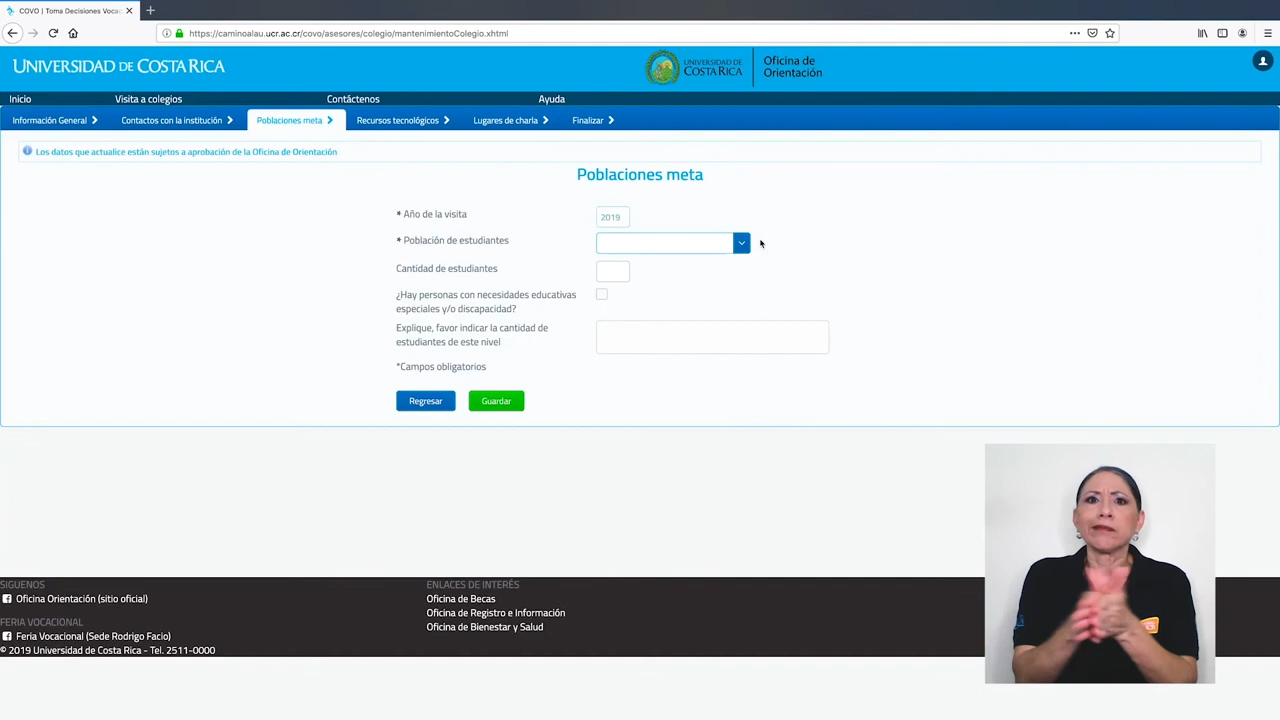 COVO | Toma Decisiones Voca
https://caminoalau.ucr.ac.cr/covo/asesores/colegio/mantenimientoColegio.xhtml
UNIVERSIDAD DE COSTA RICA
UNIVERSIDAD DE
COSTA RICA
Oficina de
Orientación
Inicio
Visita a colegios
Contáctenos
Ayuda
Información General
Contactos con la institución
Poblaciones meta
Recursos tecnológicos
Lugares de charla
Finalizar
Los datos que actualice están sujetos a aprobación de la Oficina de Orientación
Poblaciones meta
* Año de la visita
2019
* Población de estudiantes
Cantidad de estudiantes
¿Hay personas con necesidades educativas
especiales y/o discapacidad?
Explique, favor indicar la cantidad de
estudiantes de este nivel
*Campos obligatorios
Regresar
Guardar
SIGUENOS
Oficina Orientación (sitio oficial)
FERIA VOCACIONAL
Feria Vocacional (Sede Rodrigo Facio)
© 2019 Universidad de Costa Rica - Tel. 2511-0000
ENLACES DE INTERÉS
Oficina de Becas
Oficina de Registro e Información
Oficina de Bienestar y Salud